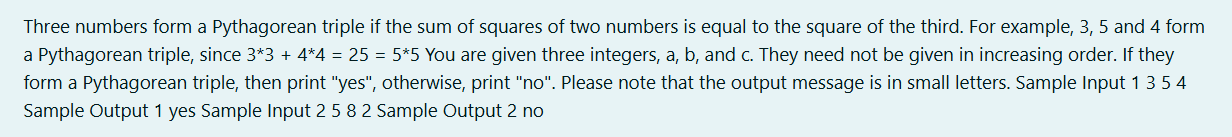 Three numbers form a Pythagorean triple if the sum of squares of two numbers is equal to the square of the third. For example, 3, 5 and 4 form
a Pythagorean triple, since 3*3 + 4*4 = 25 = 5*5 You are given three integers, a, b, and c. They need not be given in increasing order. If they
form a Pythagorean triple, then print "yes", otherwise, print "no". Please note that the output message is in small letters. Sample Input 1 3 5 4
Sample Output 1 yes Sample Input 2 5 8 2 Sample Output 2 no